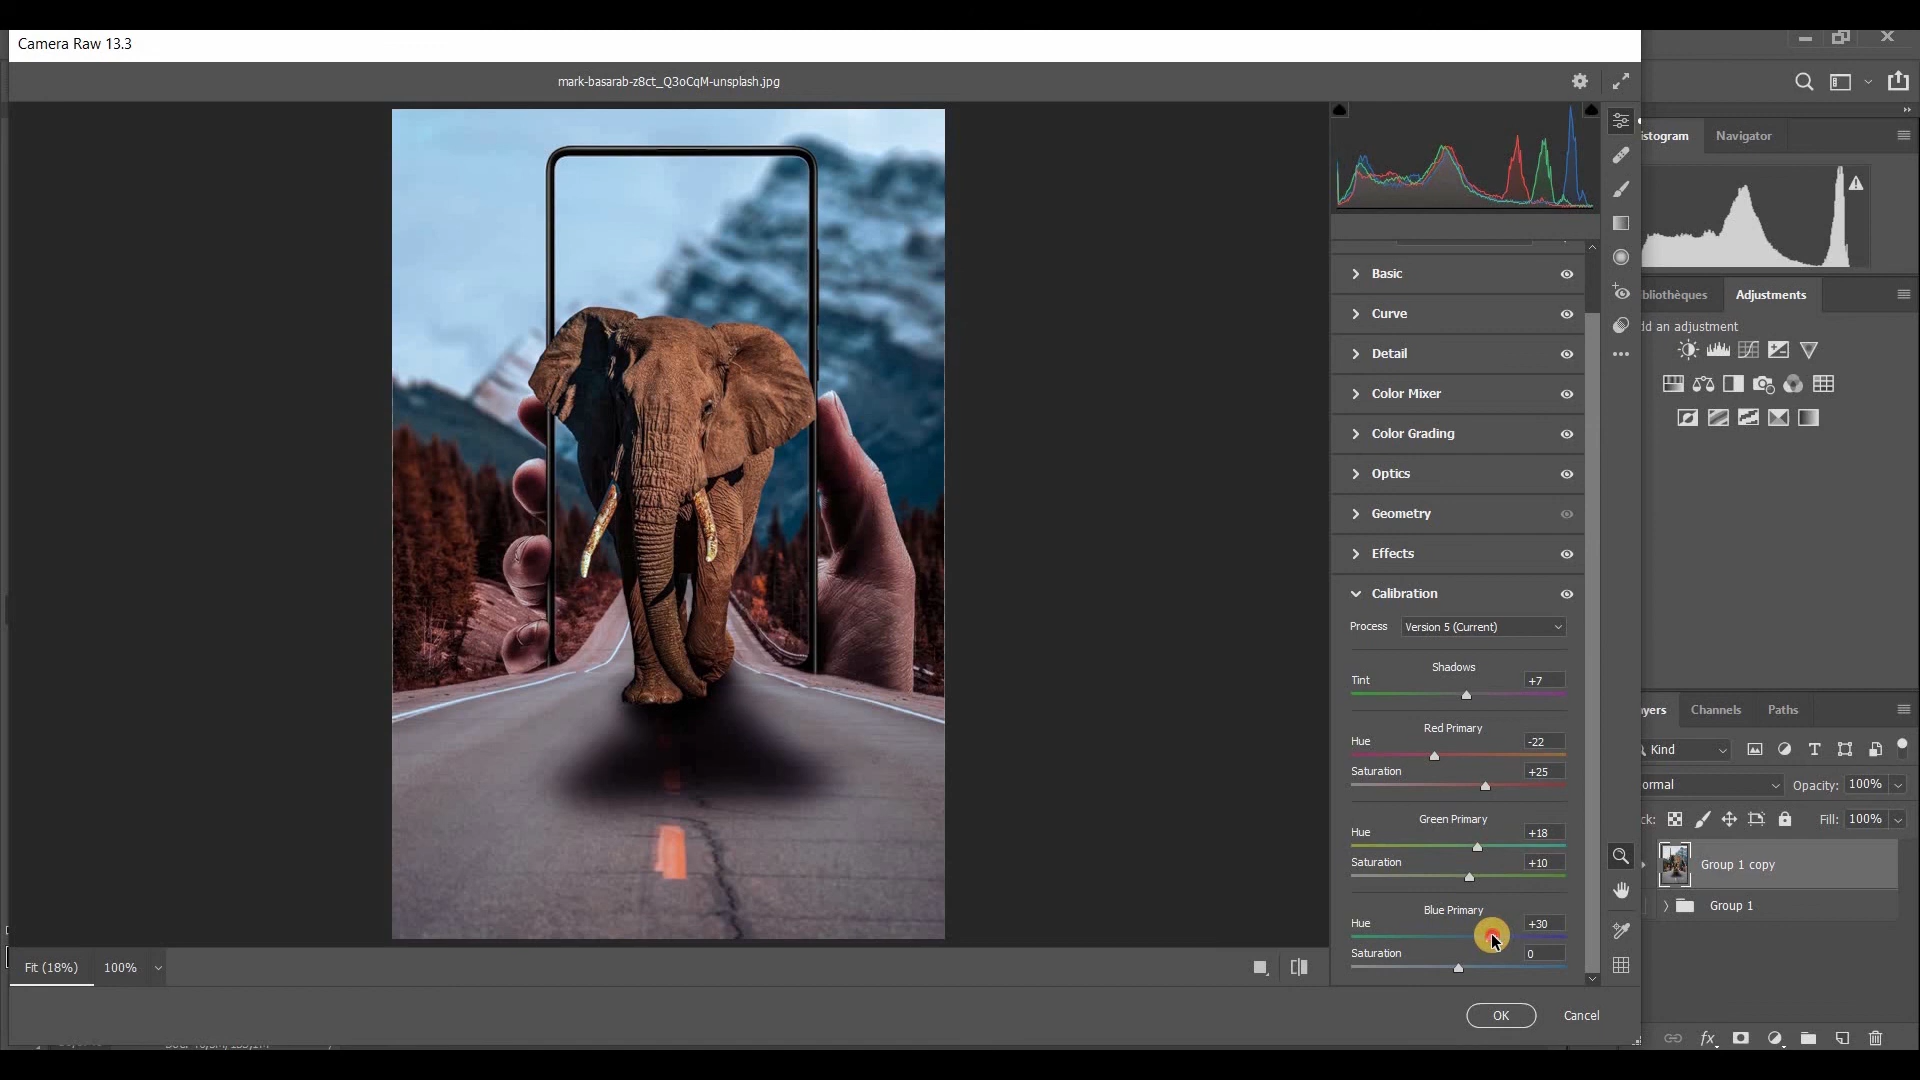 Camera Raw 13.3
mark-basarab-z8ct_Q3oCqM-unsplash.jpg
stogram Navigator
Basic
Curve
Detail
Color Mixer
Color Grading
Optics
Geometry
Effects
Calibration
Process Version 5 (Current)
Shadows
Tint +7
Red Primary
Hue -22
Saturation +25
Green Primary
Hue +18
Saturation +10
Blue Primary
Hue +30
Saturation 0
bliothèques Adjustments
dd an adjustment
yers Channels Paths
Kind
ormal Opacity: 100%
ck: Fill: 100%
Group 1 copy
Group 1
fx
Fit (18%) 100%
OK Cancel